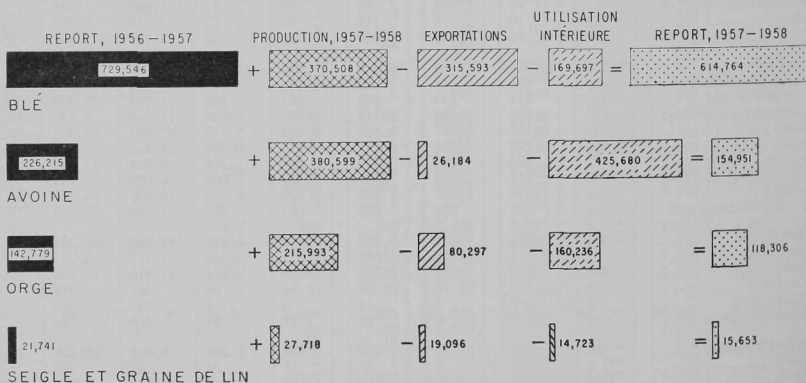 REPORT, 1956-1957 PRODUCTION, 1957-1958 EXPORTATIONS UTILISATION INTÉRIEURE REPORT, 1957-1958
729,546 + 370,508 - 315,593 - 169,697 = 614,764
BLÉ
226,215 + 380,599 - 26,184 - 425,680 = 154,951
AVOINE
142,779 + 215,993 - 80,297 - 160,236 = 118,306
ORGE
21,741 + 27,718 - 19,096 - 14,723 = 15,653
SEIGLE ET GRAINE DE LIN